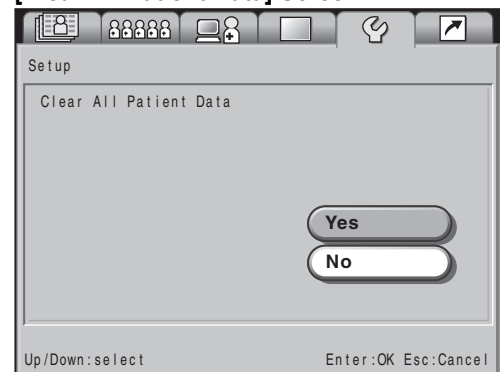 Setup
Clear All Patient Data
Yes
No
Up/Down:select Enter:OK Esc:Cancel